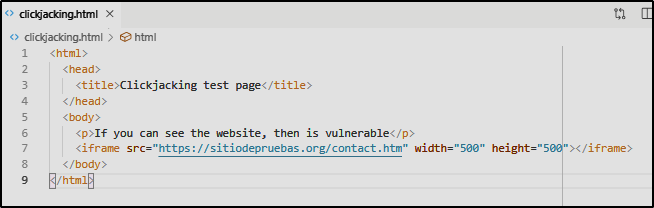 clickjacking.html ×
clickjacking.html > html
1 <html>
2 <head>
3 <title>Clickjacking test page</title>
4 </head>
5 <body>
6 <p>If you can see the website, then is vulnerable</p>
7 <iframe src="https://sitiodepruebas.org/contact.htm" width="500" height="500"></iframe>
8 </body>
9 </html>